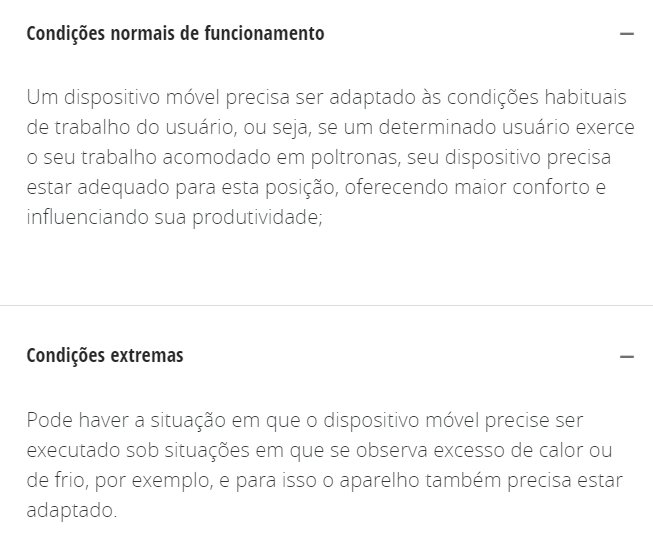 Condições normais de funcionamento
Um dispositivo móvel precisa ser adaptado às condições habituais
de trabalho do usuário, ou seja, se um determinado usuário exerce
o seu trabalho acomodado em poltronas, seu dispositivo precisa
estar adequado para esta posição, oferecendo maior conforto e
influenciando sua produtividade;
Condições extremas
Pode haver a situação em que o dispositivo móvel precise ser
executado sob situações em que se observa excesso de calor ou
de frio, por exemplo, e para isso o aparelho também precisa estar
adaptado.